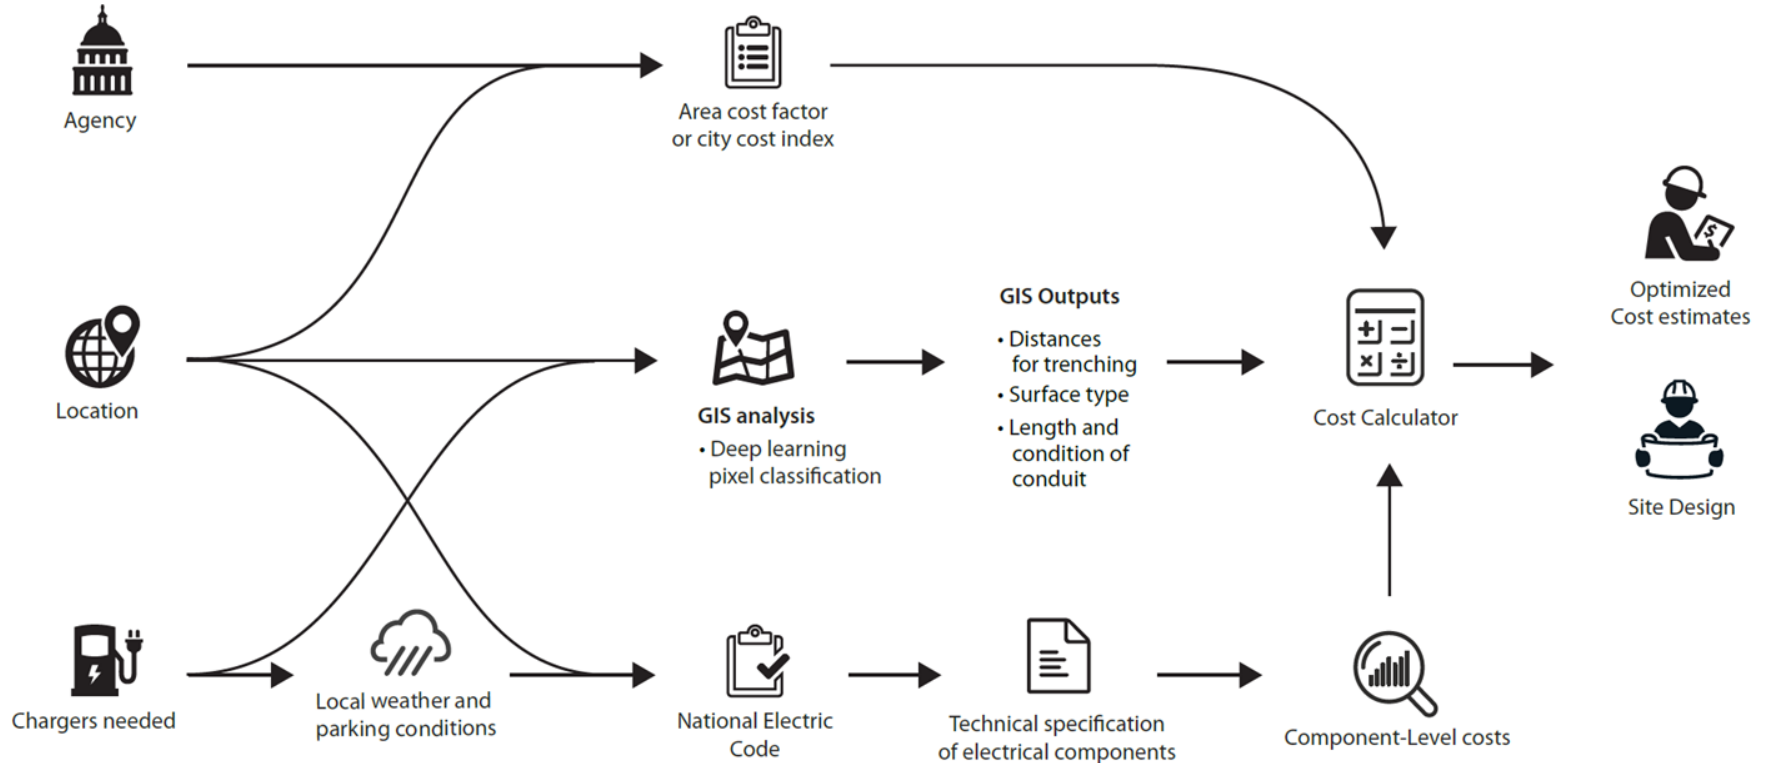 Agency
Area cost factor
or city cost index
Optimized
Cost estimates
Location
GIS analysis
• Deep learning
pixel classification
GIS Outputs
• Distances
for trenching
• Surface type
• Length and
condition of
conduit
Cost Calculator
$
Site Design
Chargers needed
Local weather and
parking conditions
National Electric
Code
Technical specification
of electrical components
Component-Level costs